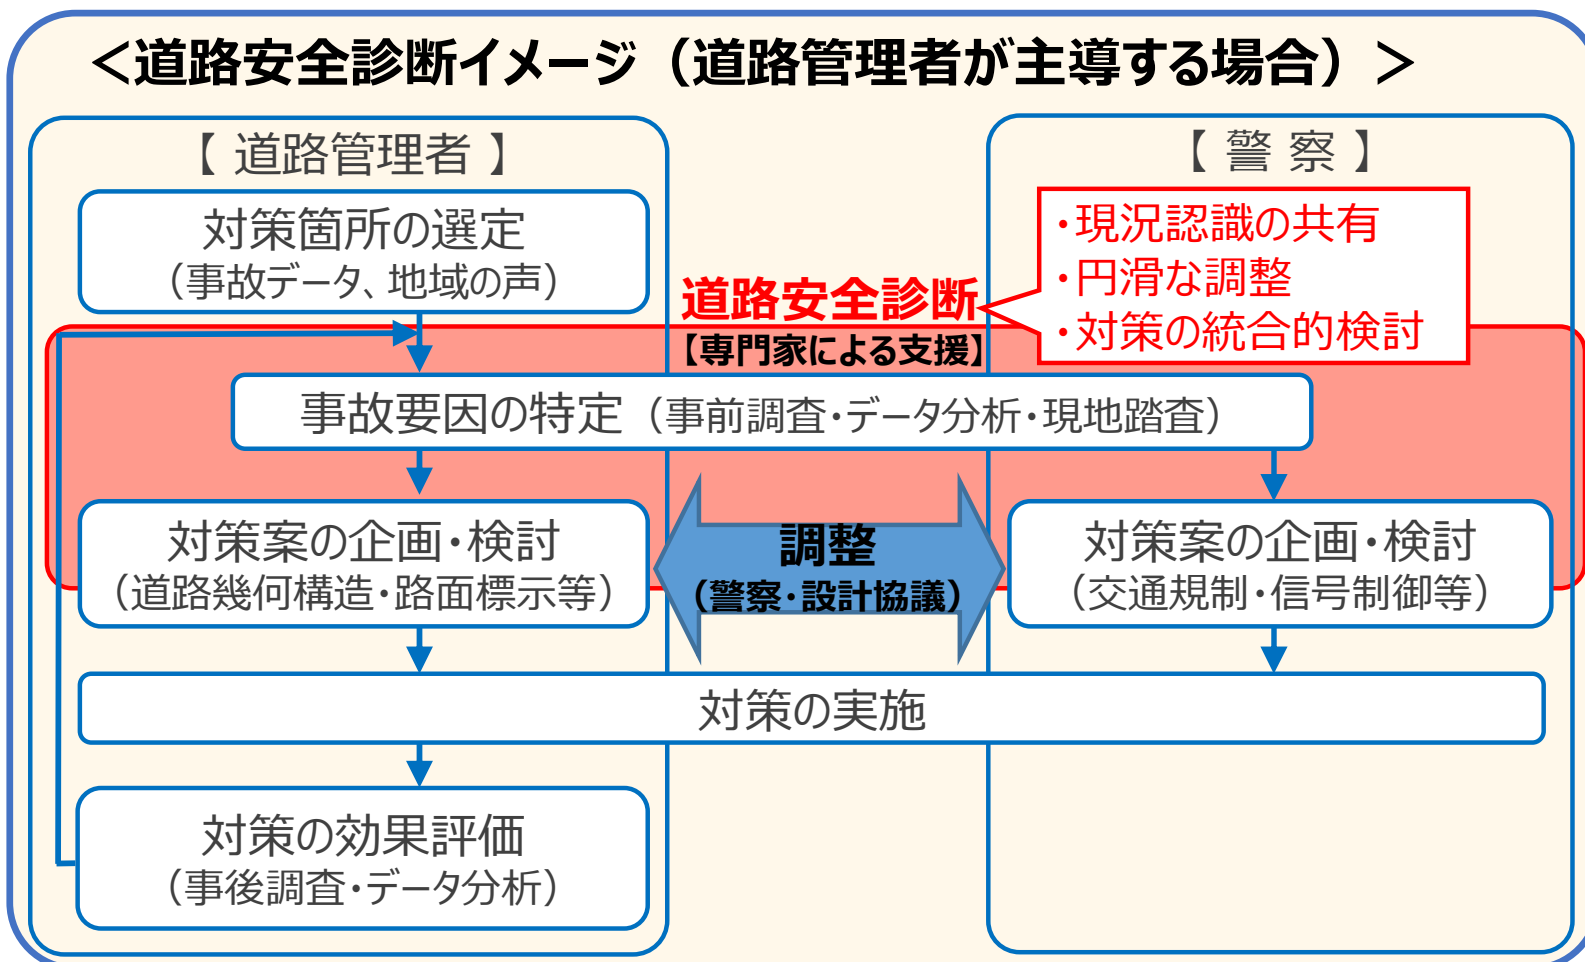 ＜道路安全診断イメージ（道路管理者が主導する場合）＞
【 道路管理者 】
【 警 察 】
対策箇所の選定
（事故データ、地域の声）
・現況認識の共有
・円滑な調整
・対策の統合的検討
道路安全診断
【専門家による支援】
事故要因の特定（事前調査・データ分析・現地踏査）
対策案の企画・検討
（道路幾何構造・路面標示等）
調整
（警察・設計協議）
対策案の企画・検討
（交通規制・信号制御等）
対策の実施
対策の効果評価
（事後調査・データ分析）